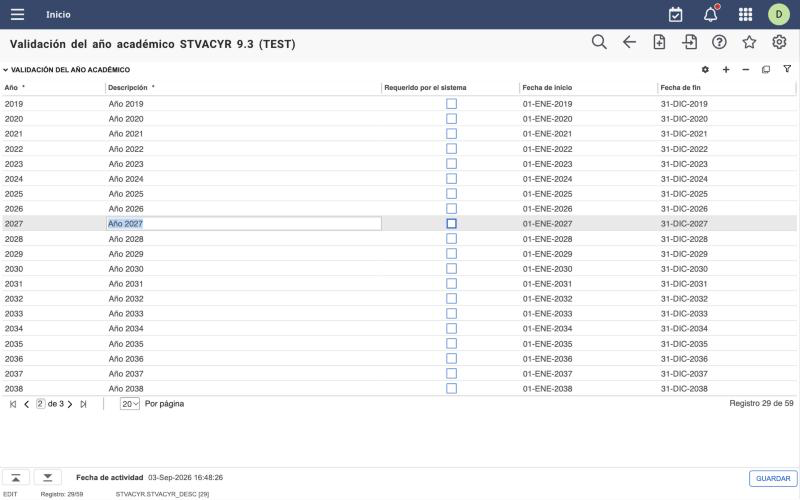 Inicio
D
Validación del año académico STVACYR 9.3 (TEST)
VALIDACIÓN DEL AÑO ACADÉMICO
Año * Descripción * Requerido por el sistema Fecha de inicio Fecha de fin
2019 Año 2019 01-ENE-2019 31-DIC-2019
2020 Año 2020 01-ENE-2020 31-DIC-2020
2021 Año 2021 01-ENE-2021 31-DIC-2021
2022 Año 2022 01-ENE-2022 31-DIC-2022
2023 Año 2023 01-ENE-2023 31-DIC-2023
2024 Año 2024 01-ENE-2024 31-DIC-2024
2025 Año 2025 01-ENE-2025 31-DIC-2025
2026 Año 2026 01-ENE-2026 31-DIC-2026
2027 Año 2027 01-ENE-2027 31-DIC-2027
2028 Año 2028 01-ENE-2028 31-DIC-2028
2029 Año 2029 01-ENE-2029 31-DIC-2029
2030 Año 2030 01-ENE-2030 31-DIC-2030
2031 Año 2031 01-ENE-2031 31-DIC-2031
2032 Año 2032 01-ENE-2032 31-DIC-2032
2033 Año 2033 01-ENE-2033 31-DIC-2033
2034 Año 2034 01-ENE-2034 31-DIC-2034
2035 Año 2035 01-ENE-2035 31-DIC-2035
2036 Año 2036 01-ENE-2036 31-DIC-2036
2037 Año 2037 01-ENE-2037 31-DIC-2037
2038 Año 2038 01-ENE-2038 31-DIC-2038
2 de 3 20 Por página Registro 29 de 59
Fecha de actividad 03-Sep-2026 16:48:26 GUARDAR
EDIT Registro: 29/59 STVACYR.STVACYR_DESC [29]